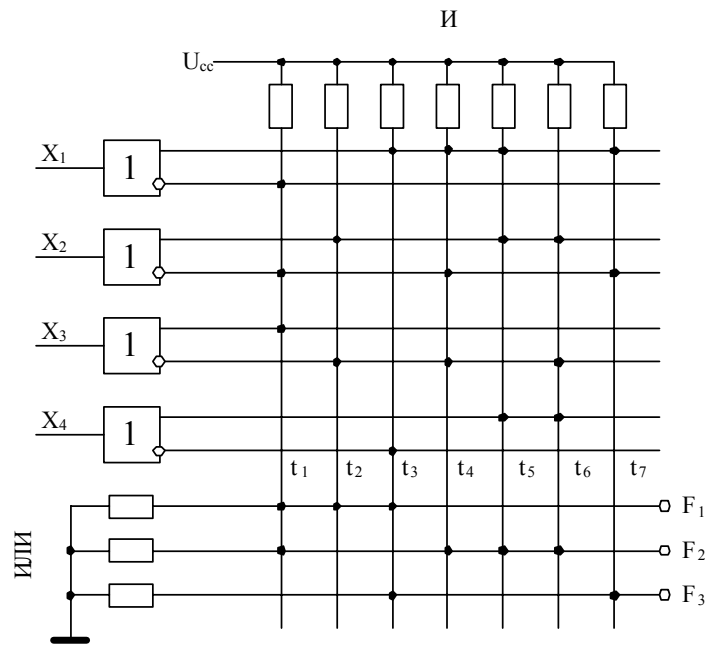 И
Ucc
X1
1
X2
1
X3
1
X4
1
t1 t2 t3 t4 t5 t6 t7
F1
ИЛИ
F2
F3